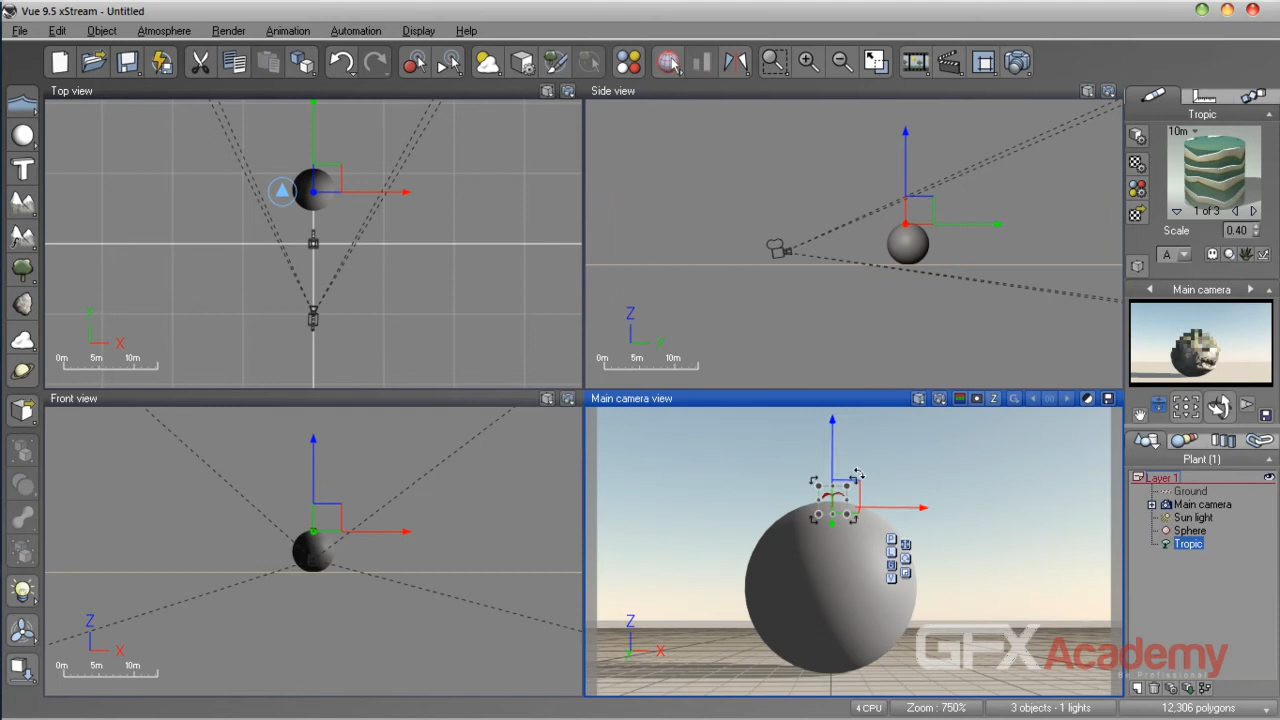 Vue 9.5 xStream - Untitled
File Edit Object Atmosphere Render Animation Automation Display Help
Top view
Side view
Tropic
10m
1 of 3
Scale 0.40
A
Y
X
0m 5m 10m
Z
Y
0m 5m 10m
Main camera
Front view
Main camera view
Z
Plant (1)
Layer 1
Ground
Main camera
Sun light
Sphere
Tropic
P
L
Z
X
0m 5m 10m
Z
Y
X
GFXAcademy
Be Professional
4 CPU Zoom : 750% 3 objects - 1 lights 12,306 polygons